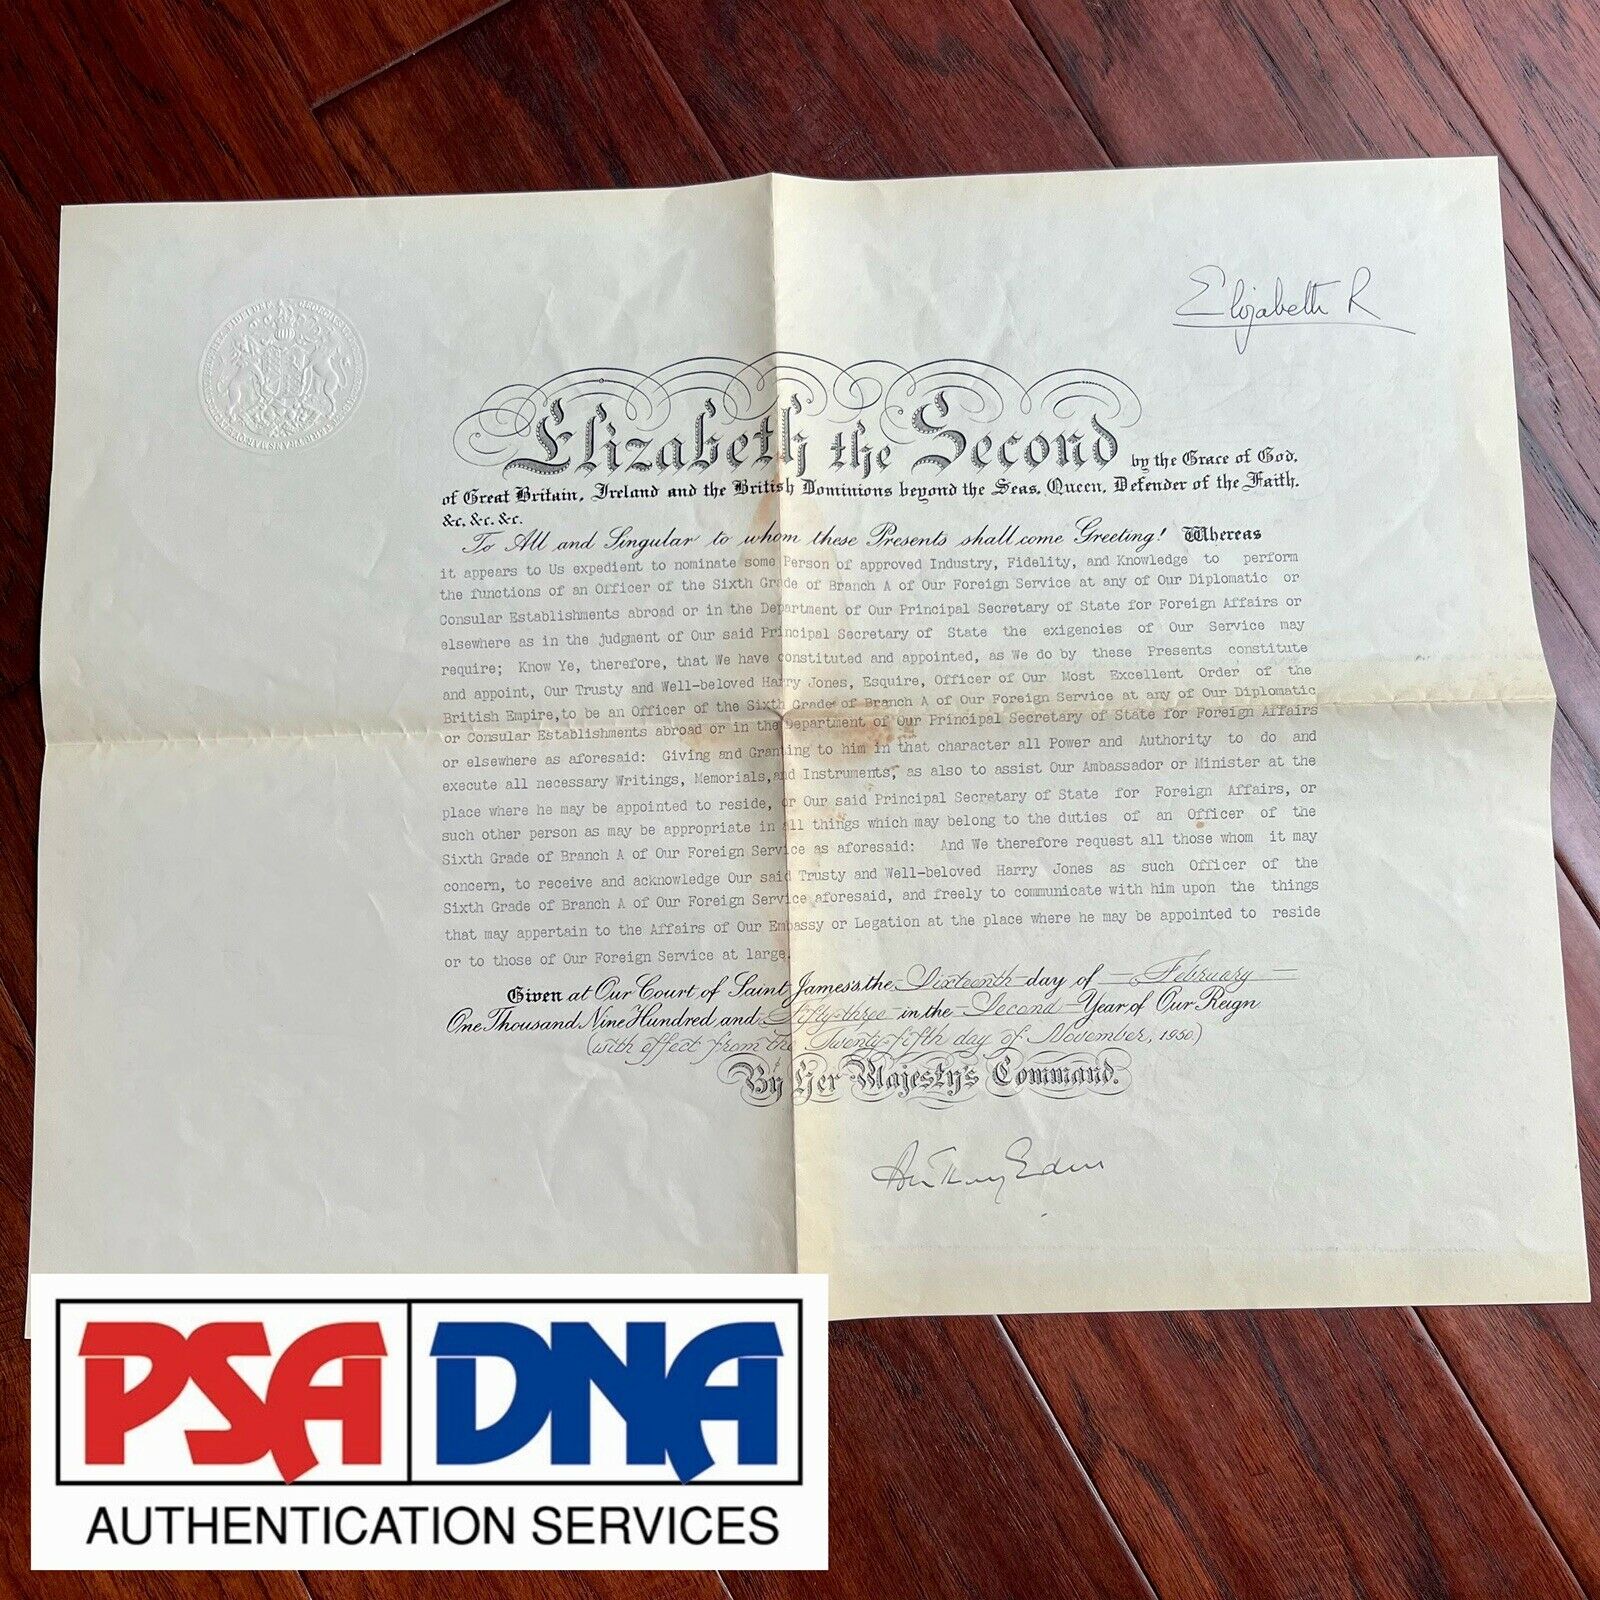 Elizabeth R
Elizabeth the Second by the Grace of God,
of Great Britain, Ireland and the British Dominions beyond the Seas, Queen, Defender of the Faith,
&c, &c. &c.
To All and Singular to whom these Presents shall come Greeting! Whereas
it appears to Us expedient to nominate some Person of approved Industry, Fidelity, and Knowledge to perform
the functions of an Officer of the Sixth Grade of Branch A of Our Foreign Service at any of Our Diplomatic or
Consular Establishments abroad or in the Department of Our Principal Secretary of State for Foreign Affairs or
elsewhere as in the judgment of Our said Principal Secretary of State the exigencies of Our Service may
require; Know Ye, therefore, that We have constituted and appointed, as We do by these Presents constitute
and appoint, Our Trusty and Well-beloved Harry Jones, Esquire, Officer of Our Most Excellent Order of the
British Empire, to be an Officer of the Sixth Grade of Branch A of Our Foreign Service at any of Our Diplomatic
or Consular Establishments abroad or in the Department of Our Principal Secretary of State for Foreign Affairs
or elsewhere as aforesaid: Giving and Granting to him in that character all Power and Authority to do and
execute all necessary Writings, Memorials, and Instruments, as also to assist Our Ambassador or Minister at the
place where he may be appointed to reside, or Our said Principal Secretary of State for Foreign Affairs, or
such other person as may be appropriate in all things which may belong to the duties of an Officer of the
Sixth Grade of Branch A of Our Foreign Service as aforesaid: And We therefore request all those whom it may
concern, to receive and acknowledge Our said Trusty and Well-beloved Harry Jones as such Officer of the
Sixth Grade of Branch A of Our Foreign Service aforesaid, and freely to communicate with him upon the things
that may appertain to the Affairs of Our Embassy or Legation at the place where he may be appointed to reside
or to those of Our Foreign Service at large.
Given at Our Court of Saint James's the Sixteenth day of February
One Thousand Nine Hundred and Fifty-three in the Second Year of Our Reign
(with effect from the Twenty-fifth day of November, 1950.)
By Her Majesty's Command.
Anthony Eden
PSA DNA
AUTHENTICATION SERVICES